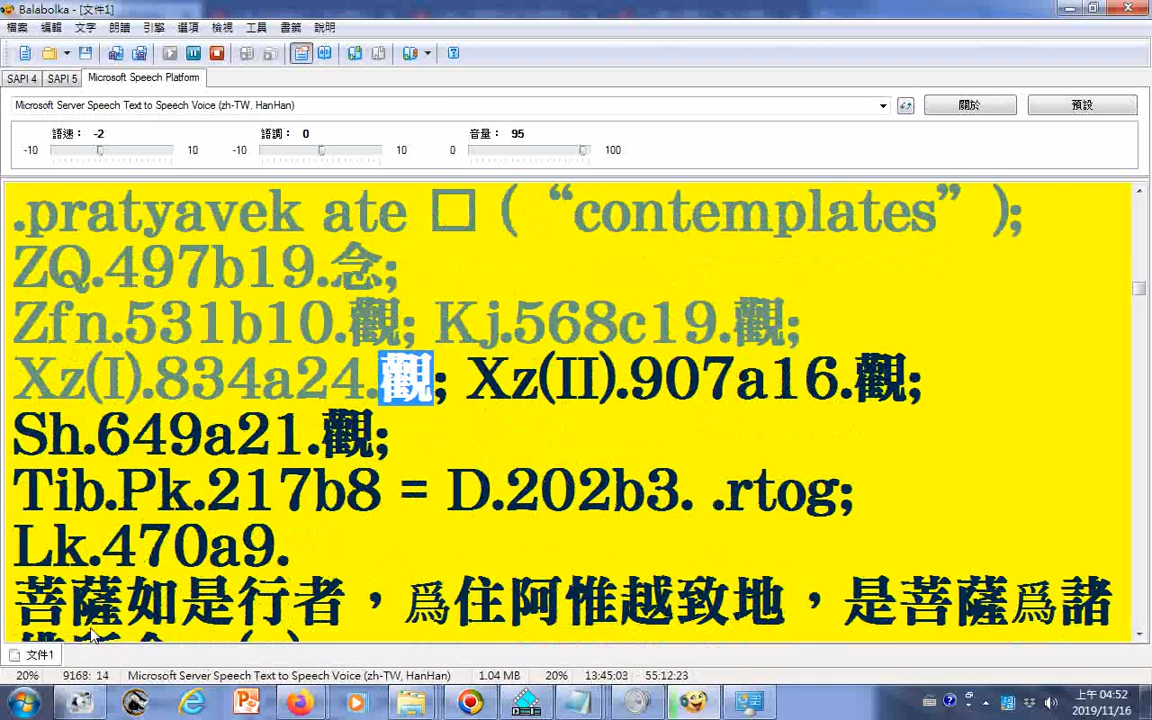 Balabolka - [文件1]
檔案 編輯 文字 朗讀 引擎 選項 檢視 工具 書籤 說明
SAPI 4 SAPI 5 Microsoft Speech Platform
Microsoft Server Speech Text to Speech Voice (zh-TW, HanHan) 關於 預設
語速： -2 語調： 0 音量： 95
-10 10 -10 10 0 100
.pratyavek ate □ (“contemplates”);
ZQ.497b19.念;
Zfn.531b10.觀; Kj.568c19.觀;
Xz(I).834a24.觀; Xz(II).907a16.觀;
Sh.649a21.觀;
Tib.Pk.217b8 = D.202b3. .rtog;
Lk.470a9.
菩薩如是行者，爲住阿惟越致地，是菩薩爲諸
文件1
20% 9168: 14 Microsoft Server Speech Text to Speech Voice (zh-TW, HanHan) 1.04 MB 20% 13:45:03 55:12:23
上午 04:52
2019/11/16